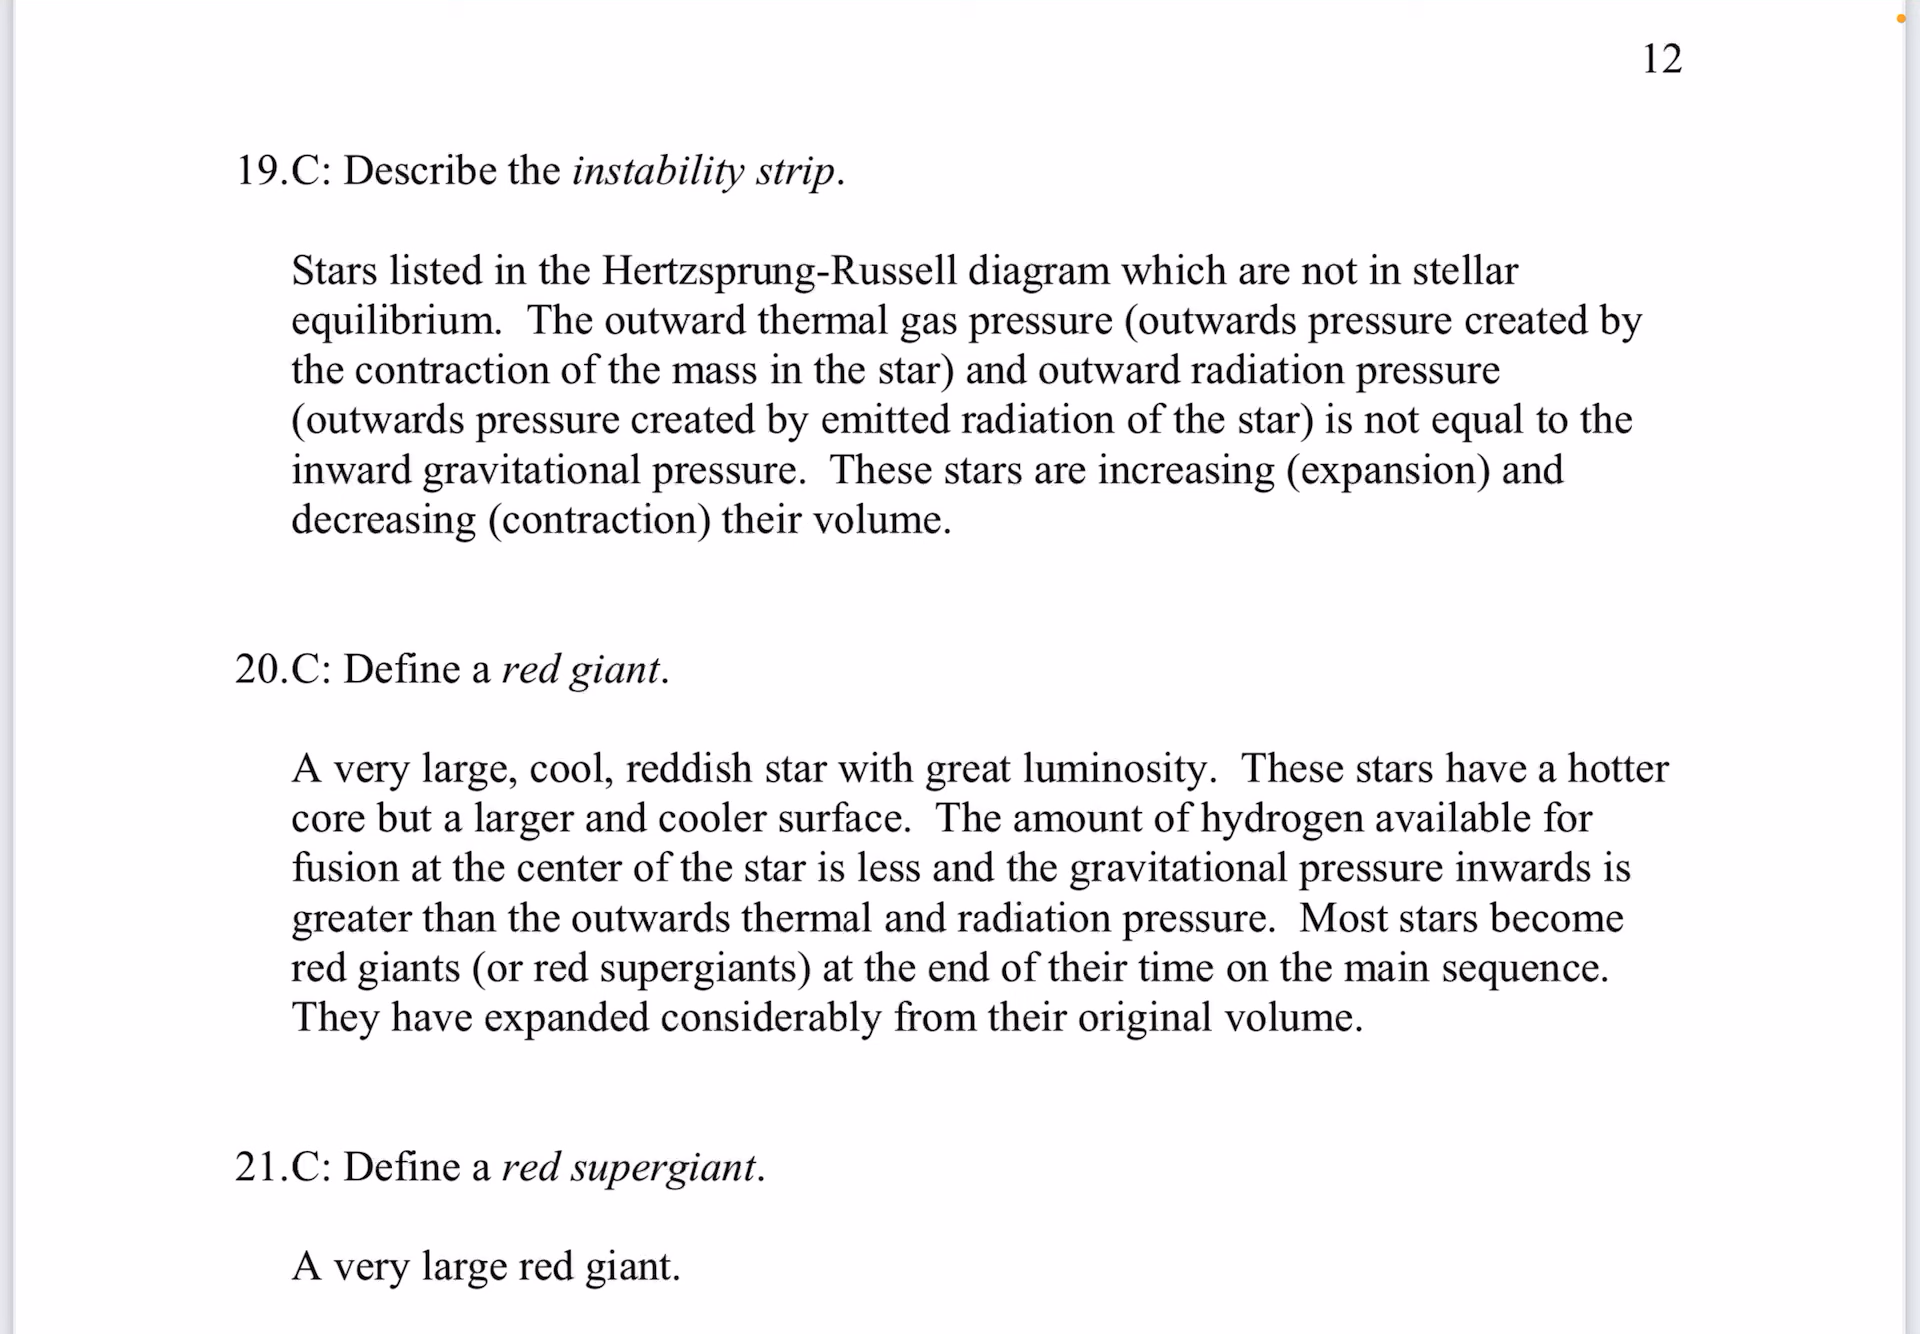 12
19.C: Describe the instability strip.
Stars listed in the Hertzsprung-Russell diagram which are not in stellar
equilibrium.  The outward thermal gas pressure (outwards pressure created by
the contraction of the mass in the star) and outward radiation pressure
(outwards pressure created by emitted radiation of the star) is not equal to the
inward gravitational pressure.  These stars are increasing (expansion) and
decreasing (contraction) their volume.
20.C: Define a red giant.
A very large, cool, reddish star with great luminosity.  These stars have a hotter
core but a larger and cooler surface.  The amount of hydrogen available for
fusion at the center of the star is less and the gravitational pressure inwards is
greater than the outwards thermal and radiation pressure.  Most stars become
red giants (or red supergiants) at the end of their time on the main sequence.
They have expanded considerably from their original volume.
21.C: Define a red supergiant.
A very large red giant.